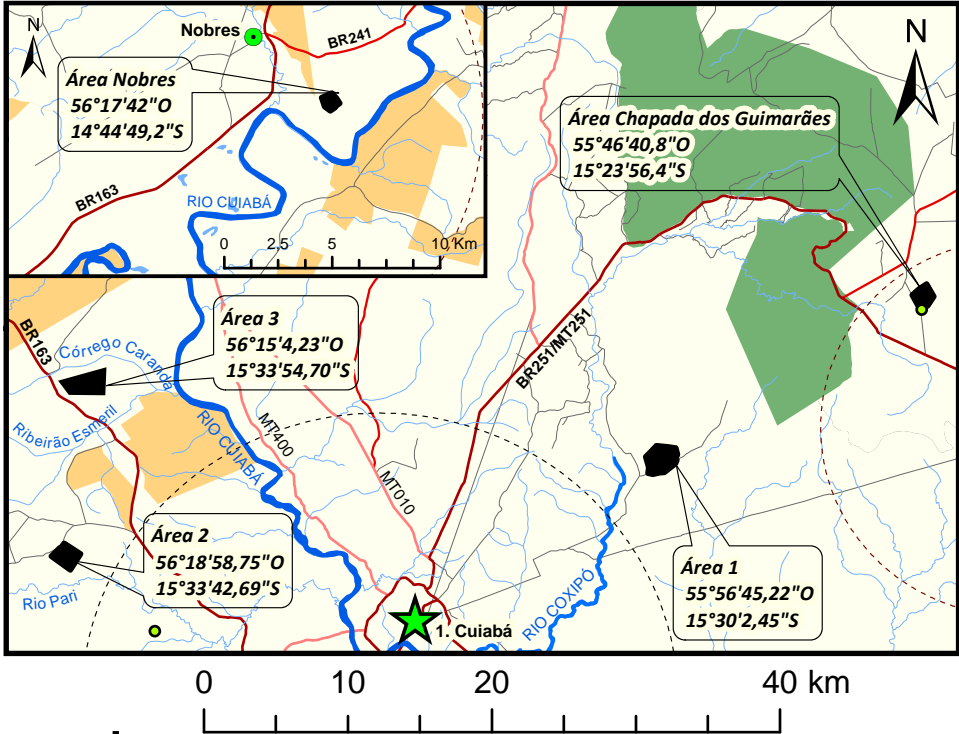 N
Nobres
BR241
Área Nobres
56°17'42"O
14°44'49,2"S
BR163
RIO CUIABÁ
0 2,5 5 10 Km
N
Área Chapada dos Guimarães
55°46'40,8"O
15°23'56,4"S
BR163
Córrego Carandá
Ribeirão Esmeril
Área 3
56°15'4,23"O
15°33'54,70"S
BR251/MT251
RIO CUIABÁ
MT400
MT010
Área 2
56°18'58,75"O
15°33'42,69"S
Rio Pari
1. Cuiabá
RIO COXIPÓ
Área 1
55°56'45,22"O
15°30'2,45"S
0 10 20 40 km